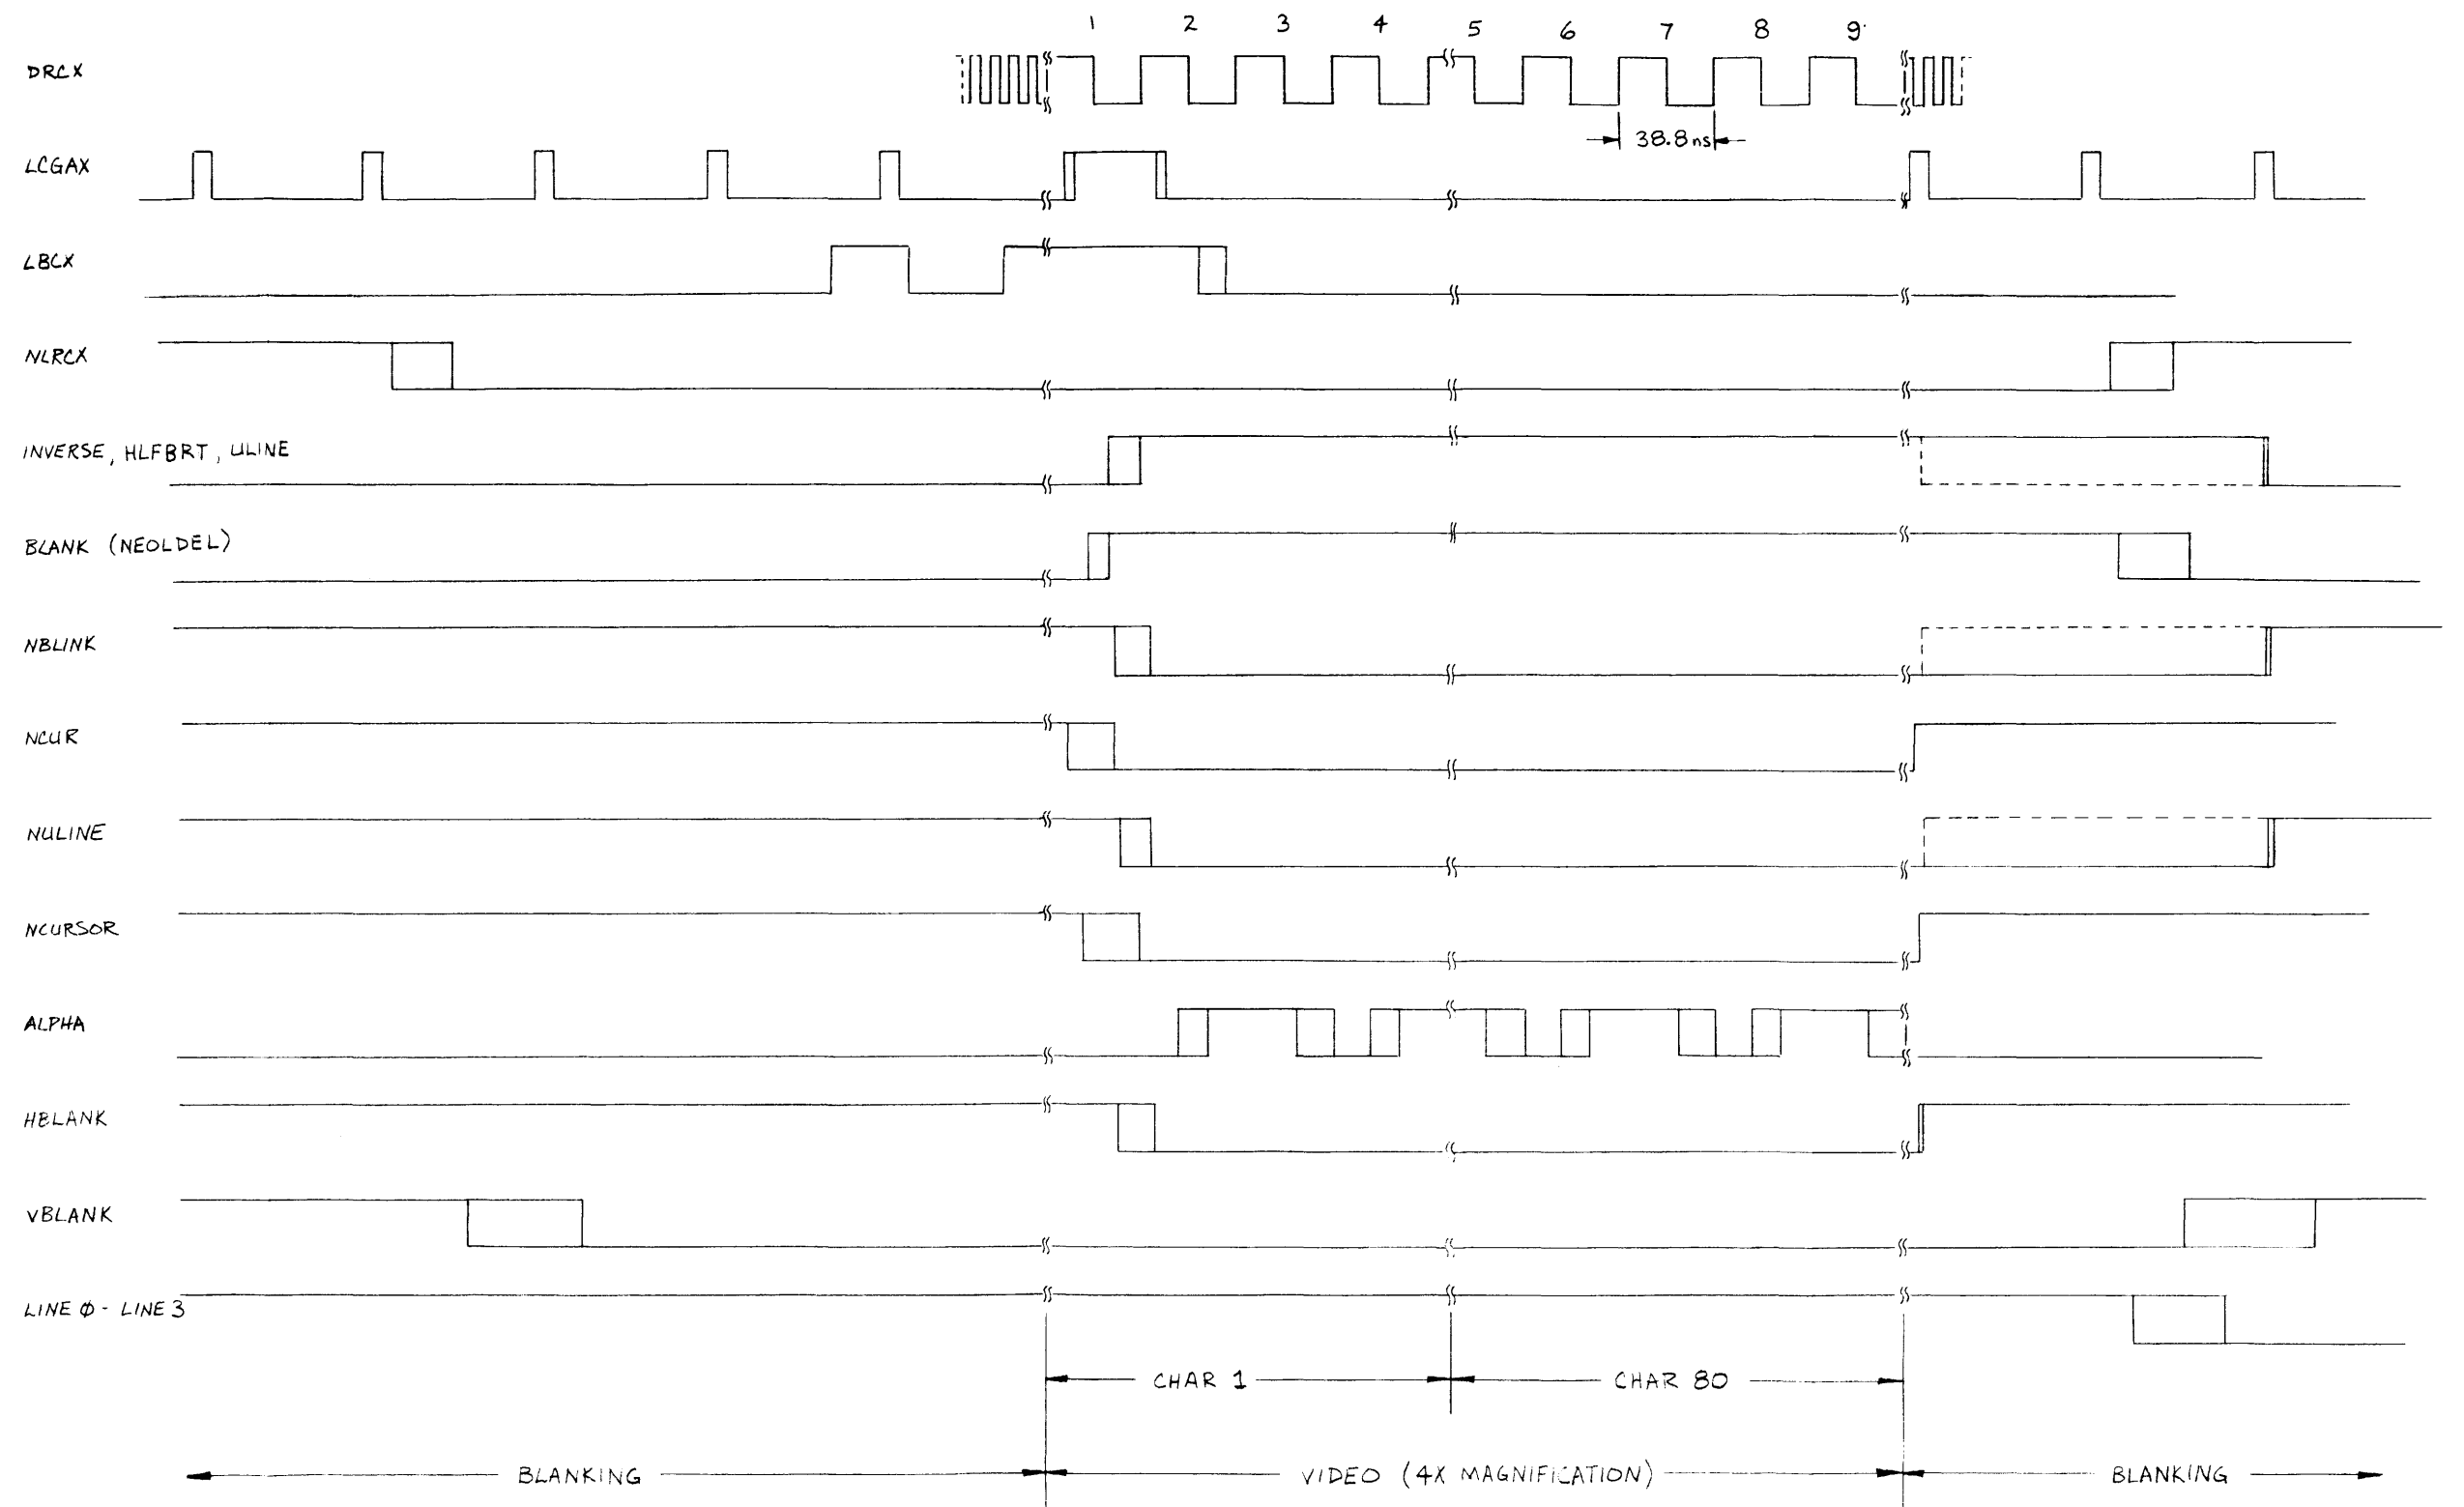 1 2 3 4 5 6 7 8 9
DRCX
38.8ns
LCGAX
LBCX
NLRCX
INVERSE, HLFBRT, ULINE
BLANK (NEOLDEL)
NBLINK
NCUR
NULINE
NCURSOR
ALPHA
HBLANK
VBLANK
LINE Ø - LINE 3
CHAR 1 CHAR 80
BLANKING VIDEO (4X MAGNIFICATION) BLANKING